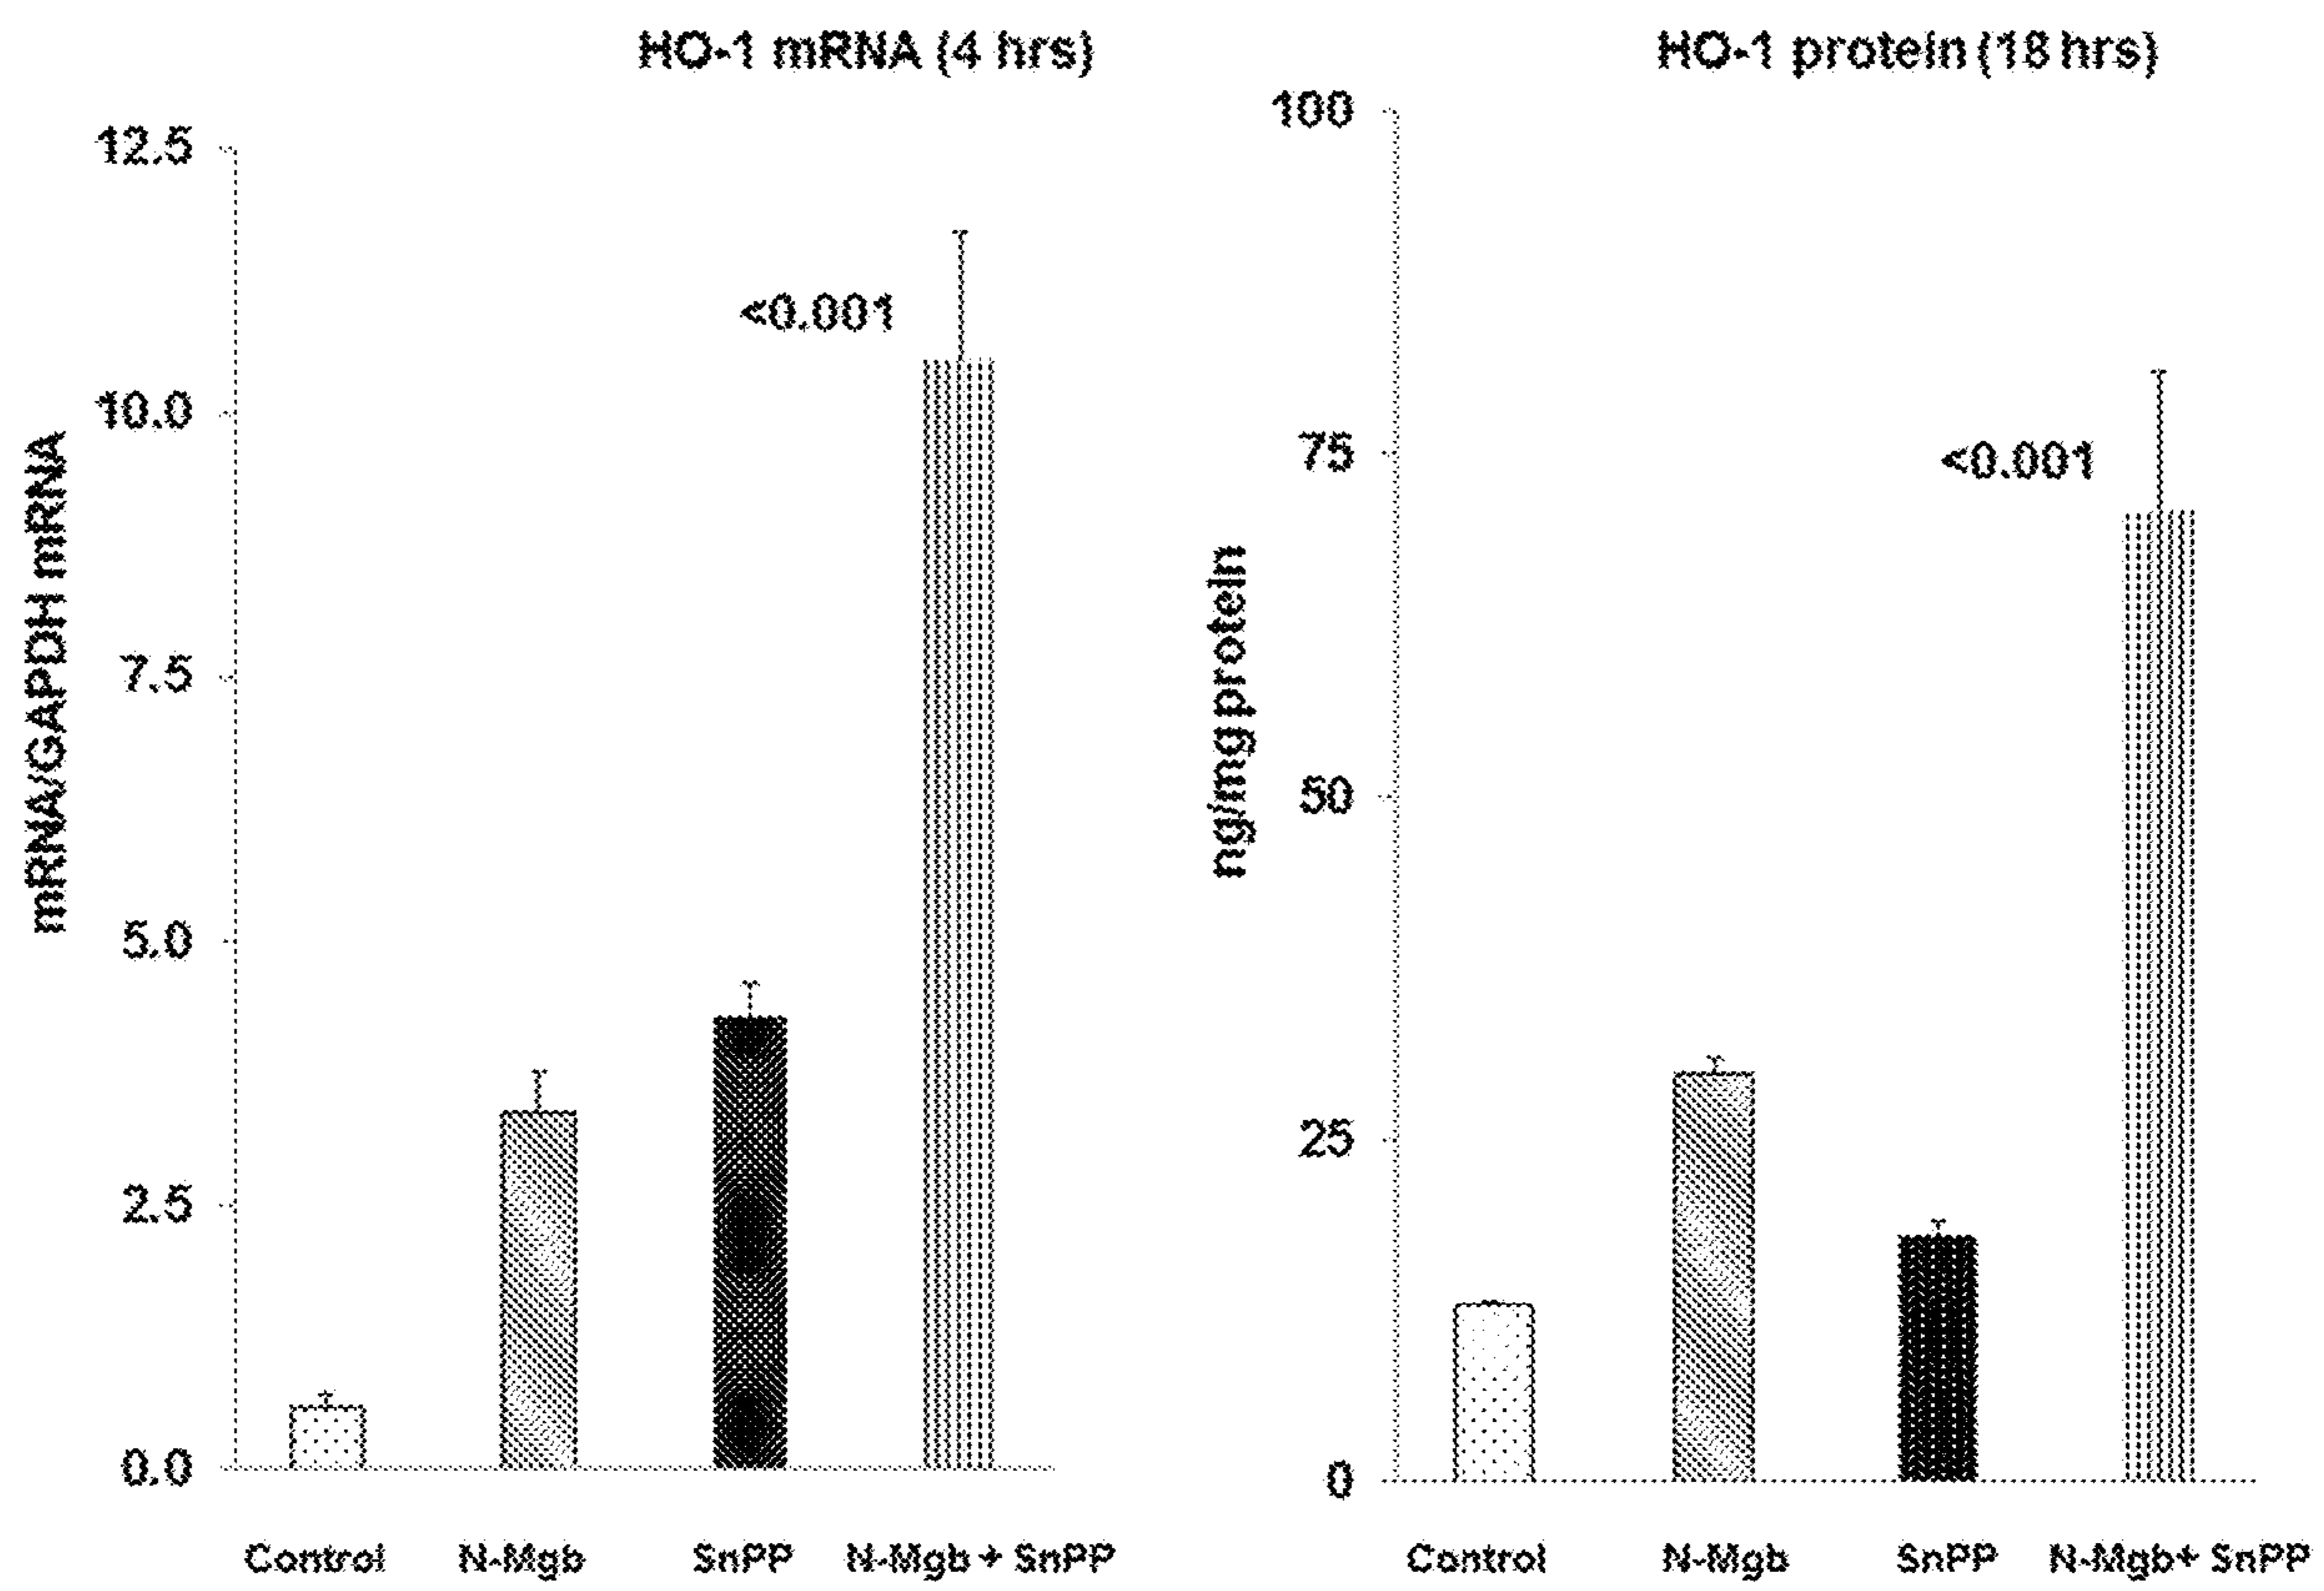 HO-1 mRNA (4 hrs)
mRNA/GAPDH mRNA
12.5
10.0
7.5
5.0
2.5
0.0
<0.001
Control N-Mgb SnPP N-Mgb + SnPP
HO-1 protein (18 hrs)
ng/mg protein
100
75
50
25
0
<0.001
Control N-Mgb SnPP N-Mgb+ SnPP